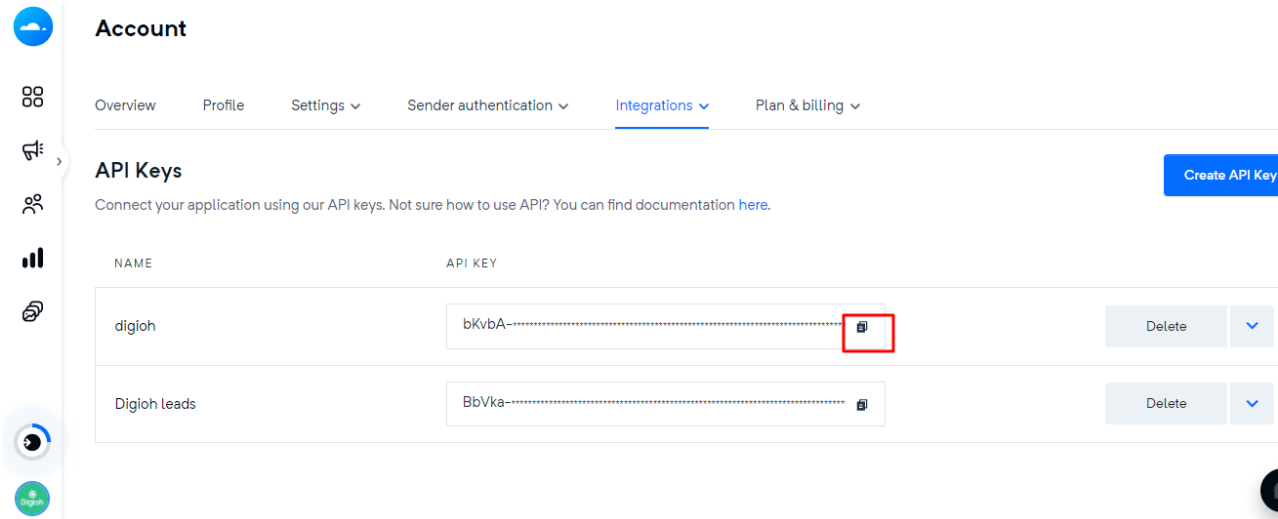 Account
Overview Profile Settings Sender authentication Integrations Plan & billing
API Keys
Create API Key
Connect your application using our API keys. Not sure how to use API? You can find documentation here.
NAME API KEY
digioh bKvbA-******************************************************************************** Delete
Digioh leads BbVka-******************************************************************************** Delete
Digioh